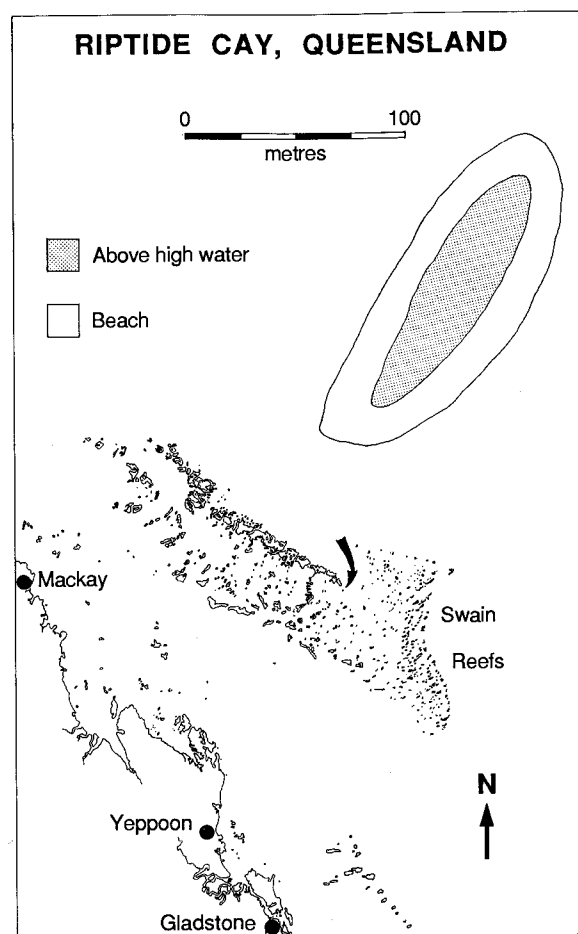 RIPTIDE CAY, QUEENSLAND
0 100
metres
Above high water
Beach
Mackay
Swain
Reefs
N
Yeppoon
Gladstone